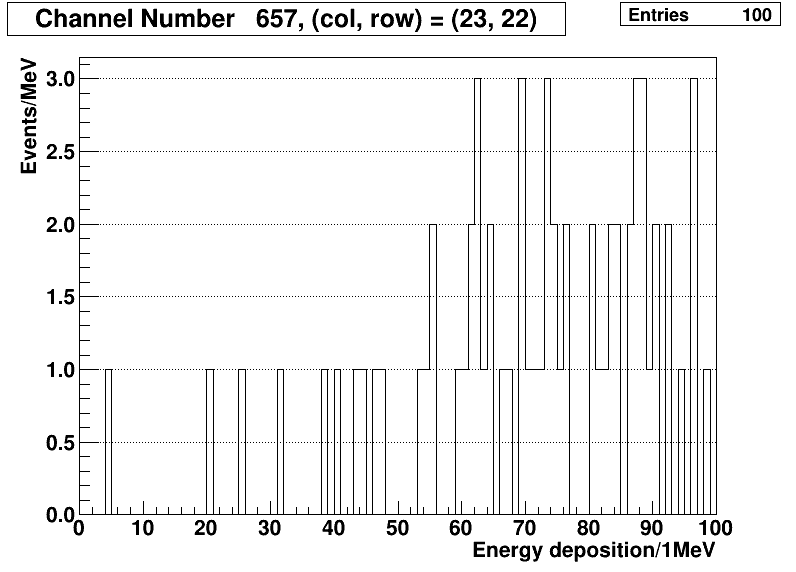 Channel Number 657, (col, row) = (23, 22)
Entries 100
Events/MeV
3.0
2.5
2.0
1.5
1.0
0.5
0.0
0 10 20 30 40 50 60 70 80 90 100
Energy deposition/1MeV